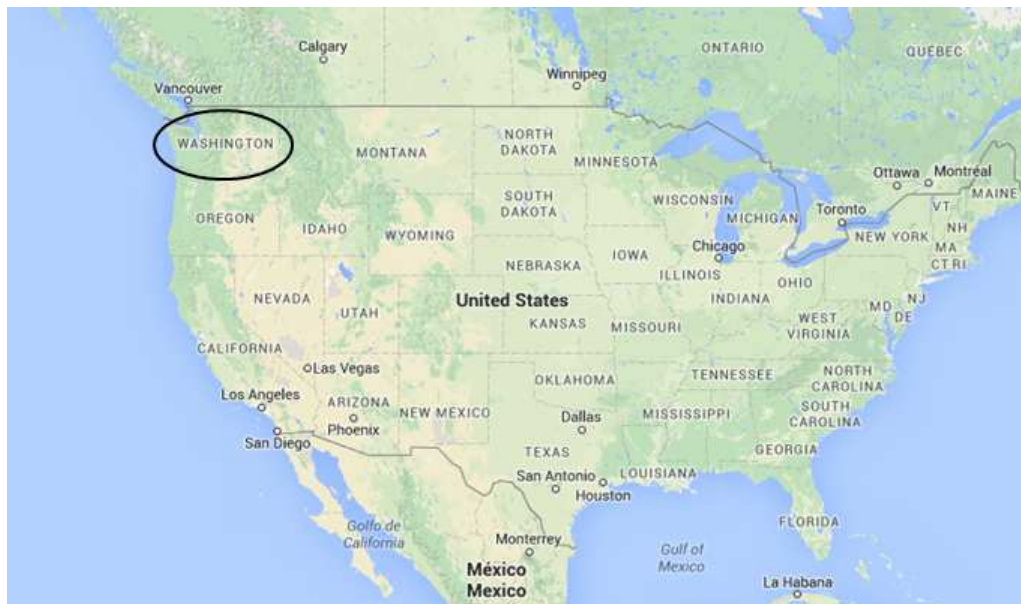 Calgary
ONTARIO
QUEBEC
Winnipeg
Vancouver
WASHINGTON
MONTANA
NORTH
DAKOTA
MINNESOTA
Ottawa
Montréal
MAINE
SOUTH
DAKOTA
WISCONSIN
MICHIGAN
Toronto
VT
NH
OREGON
IDAHO
WYOMING
NEW YORK
MA
CT RI
IOWA
Chicago
NEBRASKA
ILLINOIS
OHIO
NEVADA
UTAH
United States
INDIANA
MD
NJ
DE
KANSAS
MISSOURI
WEST
VIRGINIA
CALIFORNIA
Las Vegas
OKLAHOMA
TENNESSEE
NORTH
CAROLINA
Los Angeles
ARIZONA
NEW MEXICO
Dallas
MISSISSIPPI
SOUTH
CAROLINA
Phoenix
San Diego
TEXAS
GEORGIA
San Antonio
LOUISIANA
Houston
FLORIDA
Golfo de
California
Monterrey
Gulf of
Mexico
México
Mexico
La Habana